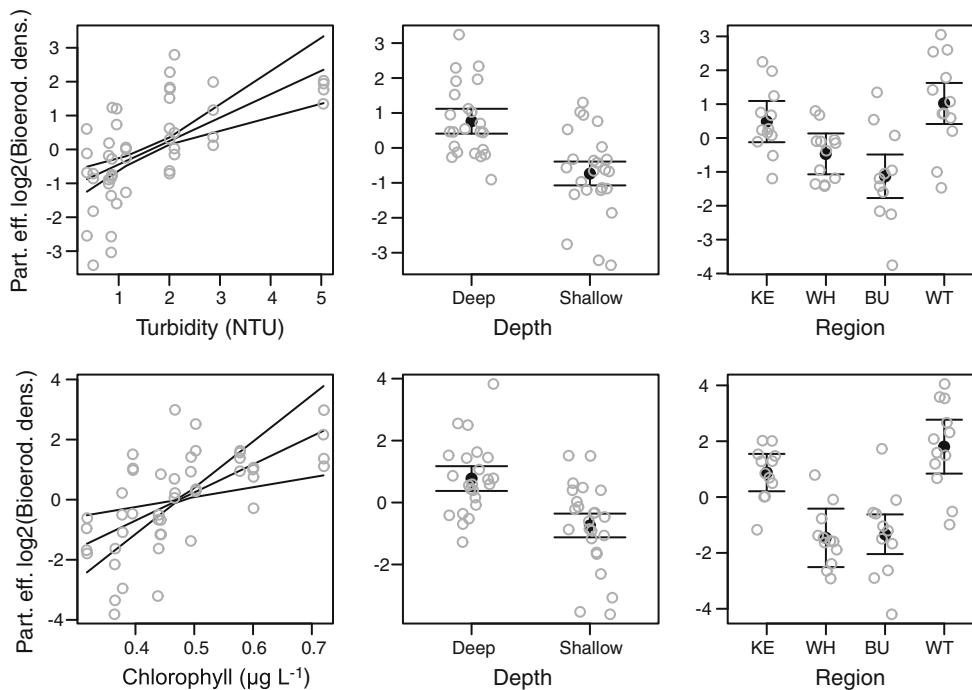 Part. eff. log2(Bioerod. dens.)
3
2
1
0
-1
-2
-3
1
2
3
4
5
Turbidity (NTU)
3
2
1
0
-1
-2
-3
Deep
Shallow
Depth
3
2
1
0
-1
-2
-3
-4
KE
WH
BU
WT
Region
Part. eff. log2(Bioerod. dens.)
4
2
0
-2
-4
0.4
0.5
0.6
0.7
Chlorophyll (µg L-1)
4
2
0
-2
Deep
Shallow
Depth
4
2
0
-2
-4
KE
WH
BU
WT
Region